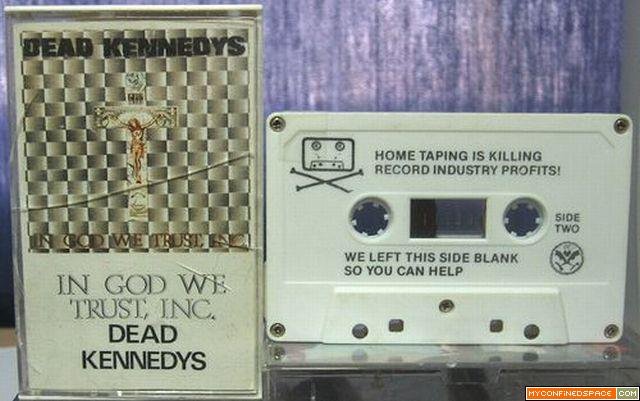 DEAD KENNEDYS
IN GOD WE TRUST, INC.
IN GOD WE
TRUST, INC.
DEAD
KENNEDYS
HOME TAPING IS KILLING
RECORD INDUSTRY PROFITS!
SIDE
TWO
WE LEFT THIS SIDE BLANK
SO YOU CAN HELP
MYCONFINEDSPACE.COM